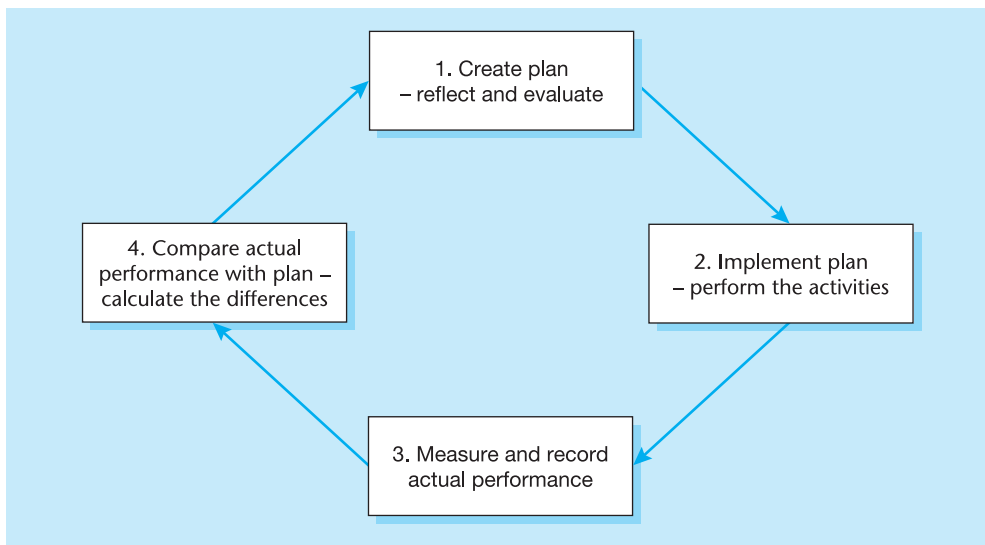 1. Create plan
– reflect and evaluate
2. Implement plan
– perform the activities
3. Measure and record
actual performance
4. Compare actual
performance with plan –
calculate the differences